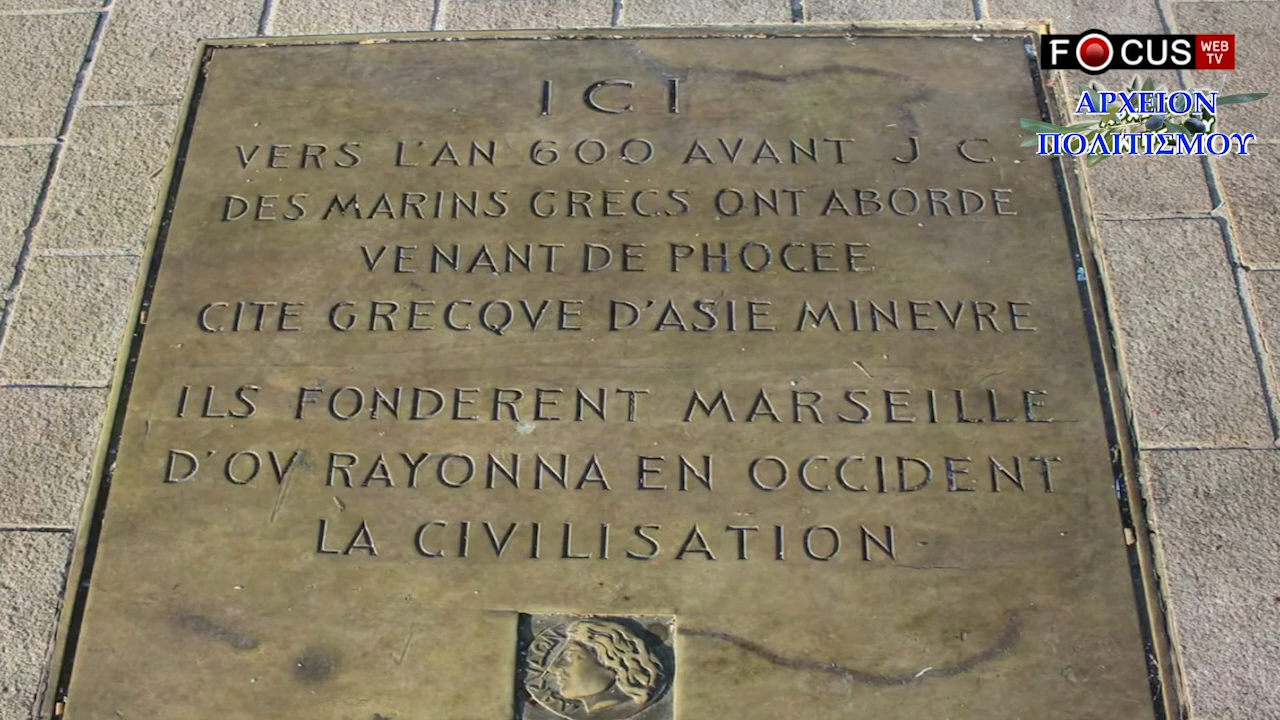 ICI
VERS L'AN 600 AVANT J C.
DES MARINS GRECS ONT ABORDE
VENANT DE PHOCEE
CITE GRECQVE D'ASIE MINEVRE
ILS FONDERENT MARSEILLE
D'OV RAYONNA EN OCCIDENT
LA CIVILISATION
FOCUS WEB TV
ΑΡΧΕΙΟΝ
ΠΟΛΙΤΙΣΜΟΥ